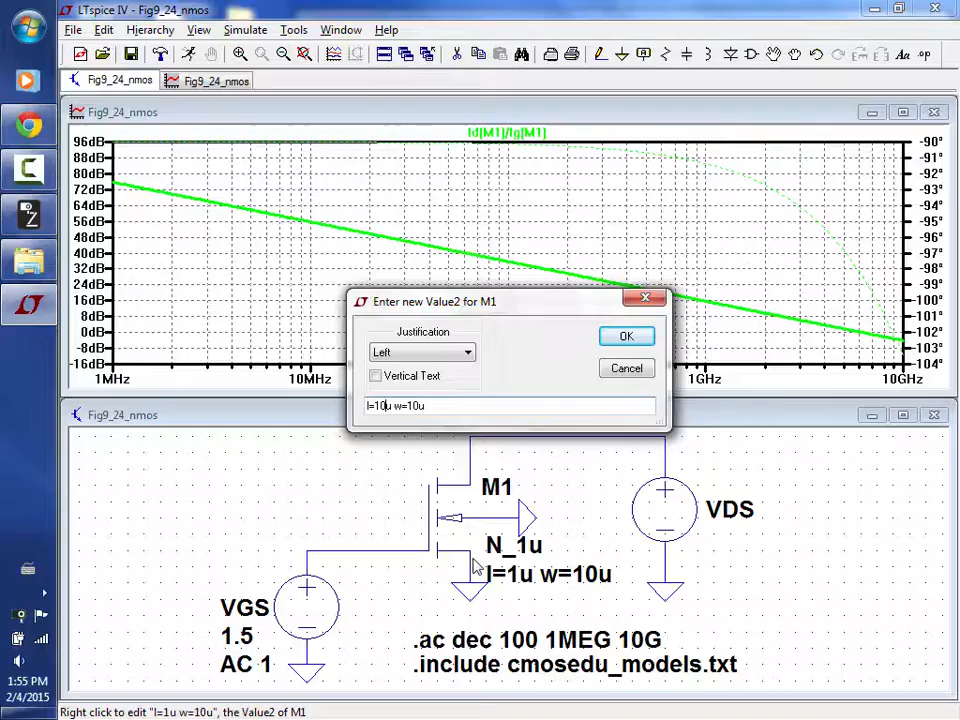 LTspice IV - Fig9_24_nmos
File Edit Hierarchy View Simulate Tools Window Help
Aa .op
Fig9_24_nmos Fig9_24_nmos
Fig9_24_nmos
Id[M1]/Ig[M1]
96dB -90°
88dB -91°
80dB -92°
72dB -93°
64dB -94°
56dB -95°
48dB -96°
40dB -97°
32dB -98°
24dB -99°
16dB -100°
8dB -101°
0dB -102°
-8dB -103°
-16dB -104°
1MHz 10MHz 1GHz 10GHz
Enter new Value2 for M1
Justification
Left
Vertical Text
OK
Cancel
l=10u w=10u
Fig9_24_nmos
M1
VDS
N_1u
l=1u w=10u
VGS
1.5
AC 1
.ac dec 100 1MEG 10G
.include cmosedu_models.txt
1:55 PM
2/4/2015
Right click to edit "l=1u w=10u", the Value2 of M1